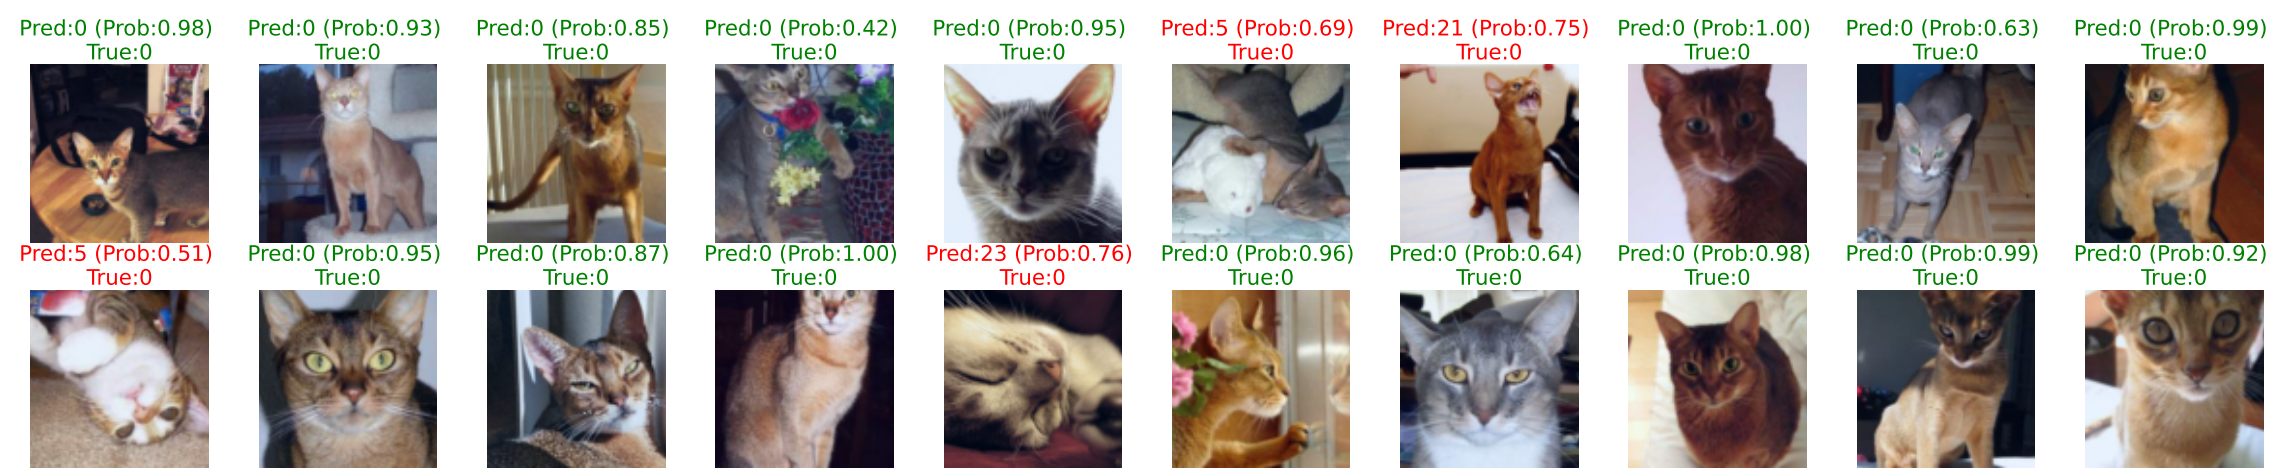 Pred:0 (Prob:0.98)
True:0
Pred:0 (Prob:0.93)
True:0
Pred:0 (Prob:0.85)
True:0
Pred:0 (Prob:0.42)
True:0
Pred:0 (Prob:0.95)
True:0
Pred:5 (Prob:0.69)
True:0
Pred:21 (Prob:0.75)
True:0
Pred:0 (Prob:1.00)
True:0
Pred:0 (Prob:0.63)
True:0
Pred:0 (Prob:0.99)
True:0
Pred:5 (Prob:0.51)
True:0
Pred:0 (Prob:0.95)
True:0
Pred:0 (Prob:0.87)
True:0
Pred:0 (Prob:1.00)
True:0
Pred:23 (Prob:0.76)
True:0
Pred:0 (Prob:0.96)
True:0
Pred:0 (Prob:0.64)
True:0
Pred:0 (Prob:0.98)
True:0
Pred:0 (Prob:0.99)
True:0
Pred:0 (Prob:0.92)
True:0